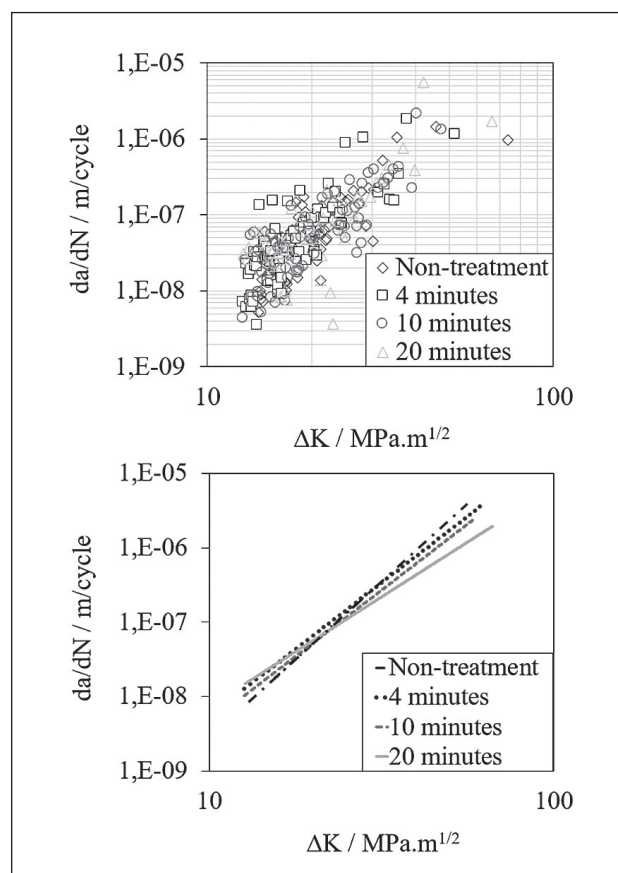 1,E-05
1,E-06
1,E-07
1,E-08
1,E-09
da/dN / m/cycle
Non-treatment
4 minutes
10 minutes
20 minutes
10
100
ΔK / MPa.m1/2
1,E-05
1,E-06
1,E-07
1,E-08
1,E-09
da/dN / m/cycle
Non-treatment
4 minutes
10 minutes
20 minutes
10
100
ΔK / MPa.m1/2